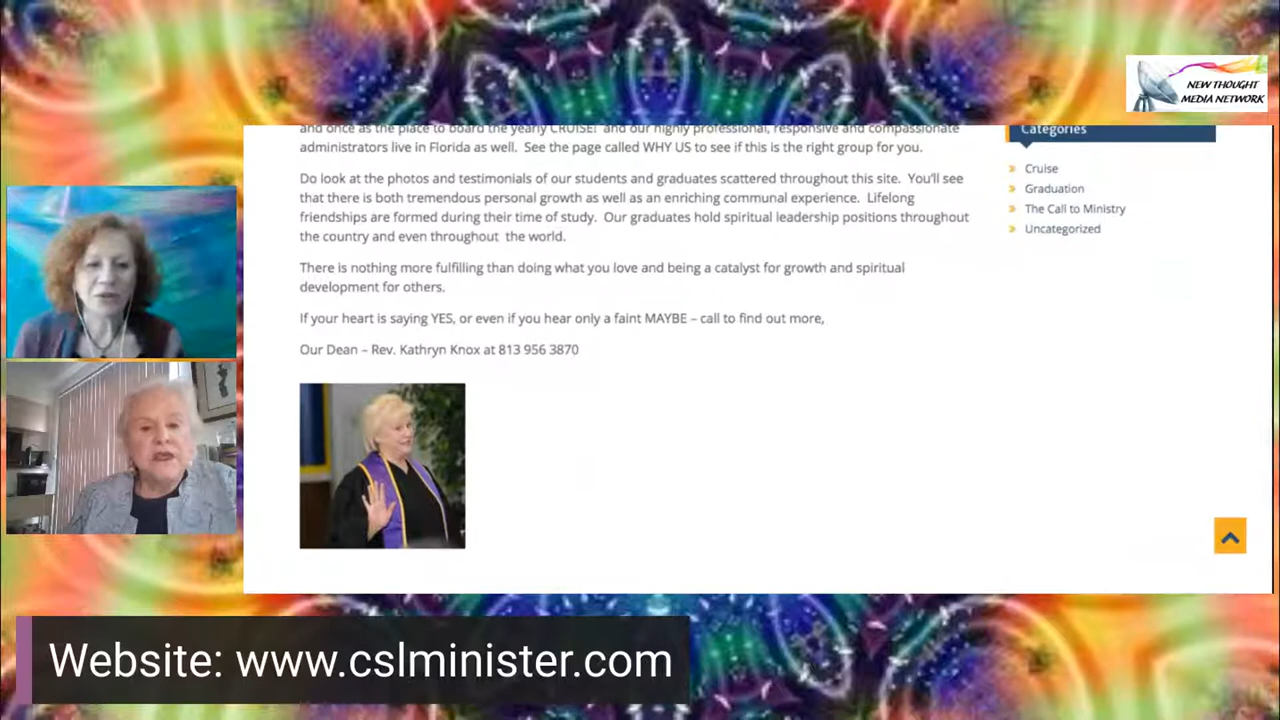 NEW THOUGHT
MEDIA NETWORK
and once as the place to board the yearly CRUISE! and our highly professional, responsive and compassionate
administrators live in Florida as well. See the page called WHY US to see if this is the right group for you.
Do look at the photos and testimonials of our students and graduates scattered throughout this site. You'll see
that there is both tremendous personal growth as well as an enriching communal experience. Lifelong
friendships are formed during their time of study. Our graduates hold spiritual leadership positions throughout
the country and even throughout the world.
There is nothing more fulfilling than doing what you love and being a catalyst for growth and spiritual
development for others.
If your heart is saying YES, or even if you hear only a faint MAYBE – call to find out more,
Our Dean – Rev. Kathryn Knox at 813 956 3870
Categories
» Cruise
» Graduation
» The Call to Ministry
» Uncategorized
Website: www.cslminister.com